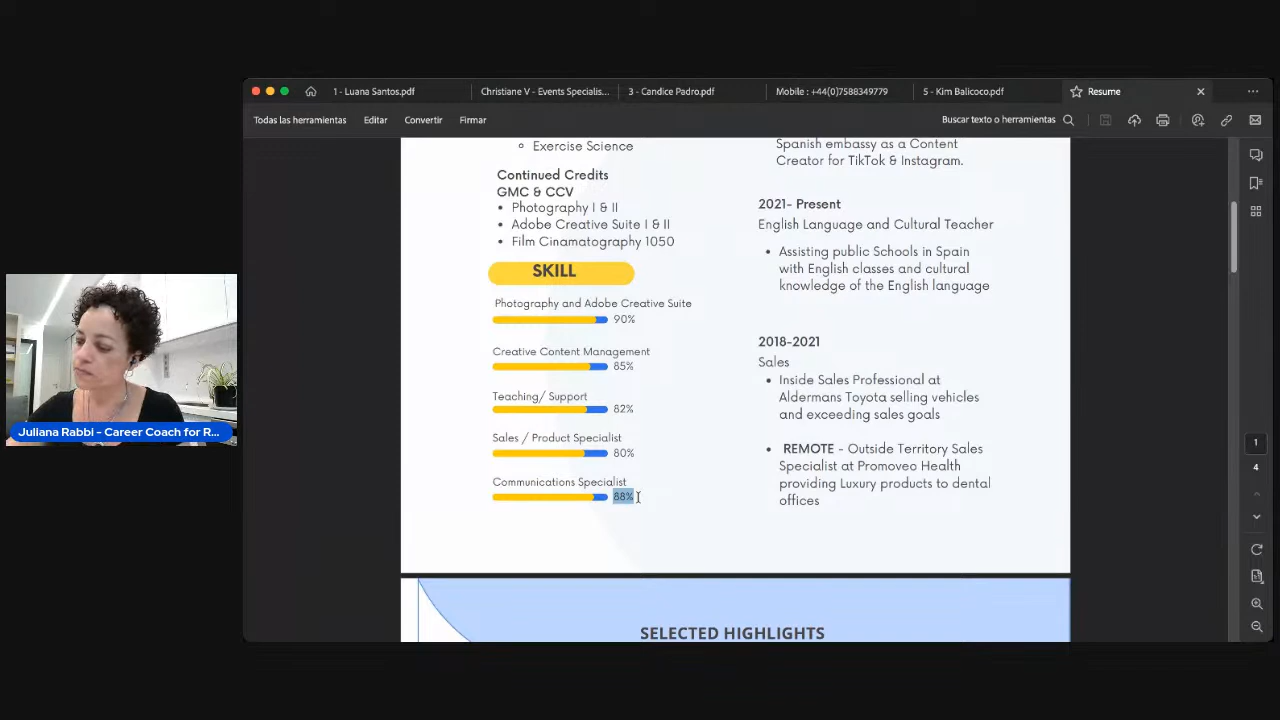 1 - Luana Santos.pdf
Christiane V - Events Specialis...
3 - Candice Padro.pdf
Mobile : +44(0)7588349779
5 - Kim Balicoco.pdf
Resume
Todas las herramientas
Editar
Convertir
Firmar
Buscar texto o herramientas
Exercise Science
Continued Credits
GMC & CCV
• Photography I & II
• Adobe Creative Suite I & II
• Film Cinamatography 1050
SKILL
Photography and Adobe Creative Suite
90%
Creative Content Management
85%
Teaching/ Support
82%
Sales / Product Specialist
80%
Communications Specialist
88%
Spanish embassy as a Content
Creator for TikTok & Instagram.
2021- Present
English Language and Cultural Teacher
• Assisting public Schools in Spain
with English classes and cultural
knowledge of the English language
2018-2021
Sales
• Inside Sales Professional at
Aldermans Toyota selling vehicles
and exceeding sales goals
• REMOTE - Outside Territory Sales
Specialist at Promoveo Health
providing Luxury products to dental
offices
SELECTED HIGHLIGHTS
1
4
Juliana Rabbi - Career Coach for R...